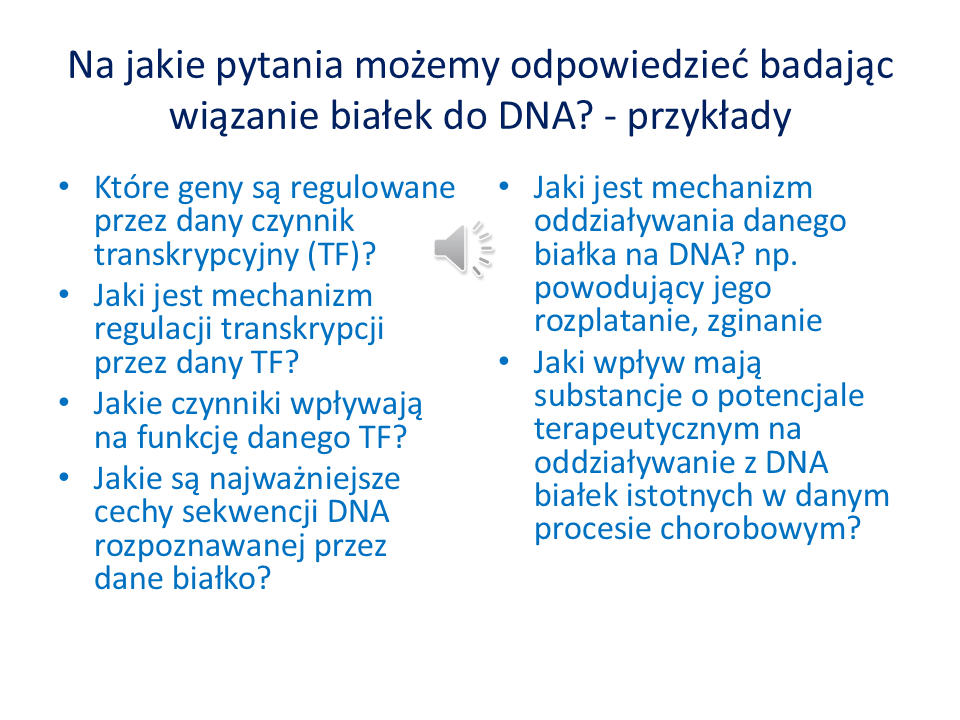 Na jakie pytania możemy odpowiedzieć badając
wiązanie białek do DNA? - przykłady
• Które geny są regulowane
przez dany czynnik
transkrypcyjny (TF)?
• Jaki jest mechanizm
regulacji transkrypcji
przez dany TF?
• Jakie czynniki wpływają
na funkcję danego TF?
• Jakie są najważniejsze
cechy sekwencji DNA
rozpoznawanej przez
dane białko?
• Jaki jest mechanizm
oddziaływania danego
białka na DNA? np.
powodujący jego
rozplatanie, zginanie
• Jaki wpływ mają
substancje o potencjale
terapeutycznym na
oddziaływanie z DNA
białek istotnych w danym
procesie chorobowym?